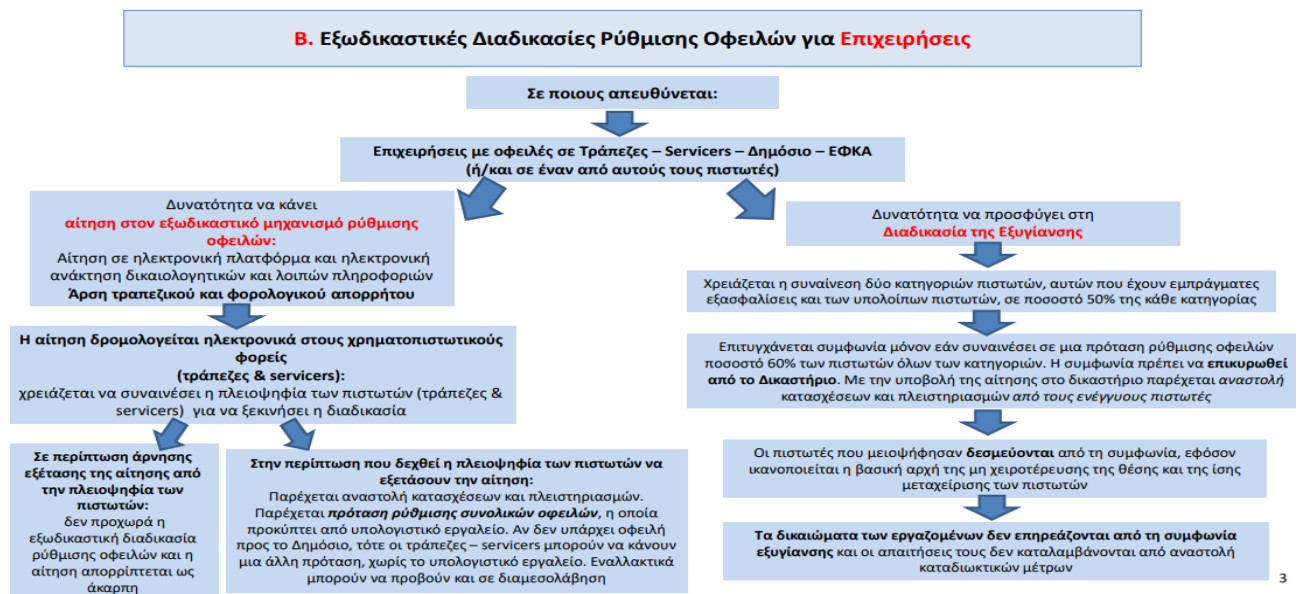 Β. Εξωδικαστικές Διαδικασίες Ρύθμισης Οφειλών για Επιχειρήσεις
Σε ποιους απευθύνεται:
Επιχειρήσεις με οφειλές σε Τράπεζες – Servicers – Δημόσιο – ΕΦΚΑ
(ή/και σε έναν από αυτούς τους πιστωτές)
Δυνατότητα να κάνει
αίτηση στον εξωδικαστικό μηχανισμό ρύθμισης
οφειλών:
Αίτηση σε ηλεκτρονική πλατφόρμα και ηλεκτρονική
ανάκτηση δικαιολογητικών και λοιπών πληροφοριών
Άρση τραπεζικού και φορολογικού απορρήτου
Η αίτηση δρομολογείται ηλεκτρονικά στους χρηματοπιστωτικούς
φορείς
(τράπεζες & servicers):
χρειάζεται να συναινέσει η πλειοψηφία των πιστωτών (τράπεζες &
servicers) για να ξεκινήσει η διαδικασία
Σε περίπτωση άρνησης
εξέτασης της αίτησης από
την πλειοψηφία των
πιστωτών:
δεν προχωρά η
εξωδικαστική διαδικασία
ρύθμισης οφειλών και η
αίτηση απορρίπτεται ως
άκαρπη
Στην περίπτωση που δεχθεί η πλειοψηφία των πιστωτών να
εξετάσουν την αίτηση:
Παρέχεται αναστολή κατασχέσεων και πλειστηριασμών.
Παρέχεται πρόταση ρύθμισης συνολικών οφειλών, η οποία
προκύπτει από υπολογιστικό εργαλείο. Αν δεν υπάρχει οφειλή
προς το Δημόσιο, τότε οι τράπεζες – servicers μπορούν να κάνουν
μια άλλη πρόταση, χωρίς το υπολογιστικό εργαλείο. Εναλλακτικά
μπορούν να προβούν και σε διαμεσολάβηση
Δυνατότητα να προσφύγει στη
Διαδικασία της Εξυγίανσης
Χρειάζεται η συναίνεση δύο κατηγοριών πιστωτών, αυτών που έχουν εμπράγματες
εξασφαλίσεις και των υπολοίπων πιστωτών, σε ποσοστό 50% της κάθε κατηγορίας
Επιτυγχάνεται συμφωνία μόνον εάν συναινέσει σε μια πρόταση ρύθμισης οφειλών
ποσοστό 60% των πιστωτών όλων των κατηγοριών. Η συμφωνία πρέπει να επικυρωθεί
από το Δικαστήριο. Με την υποβολή της αίτησης στο δικαστήριο παρέχεται αναστολή
κατασχέσεων και πλειστηριασμών από τους ενέγγυους πιστωτές
Οι πιστωτές που μειοψήφησαν δεσμεύονται από τη συμφωνία, εφόσον
ικανοποιείται η βασική αρχή της μη χειροτέρευσης της θέσης και της ίσης
μεταχείρισης των πιστωτών
Τα δικαιώματα των εργαζομένων δεν επηρεάζονται από τη συμφωνία
εξυγίανσης και οι απαιτήσεις τους δεν καταλαμβάνονται από αναστολή
καταδιωκτικών μέτρων
3